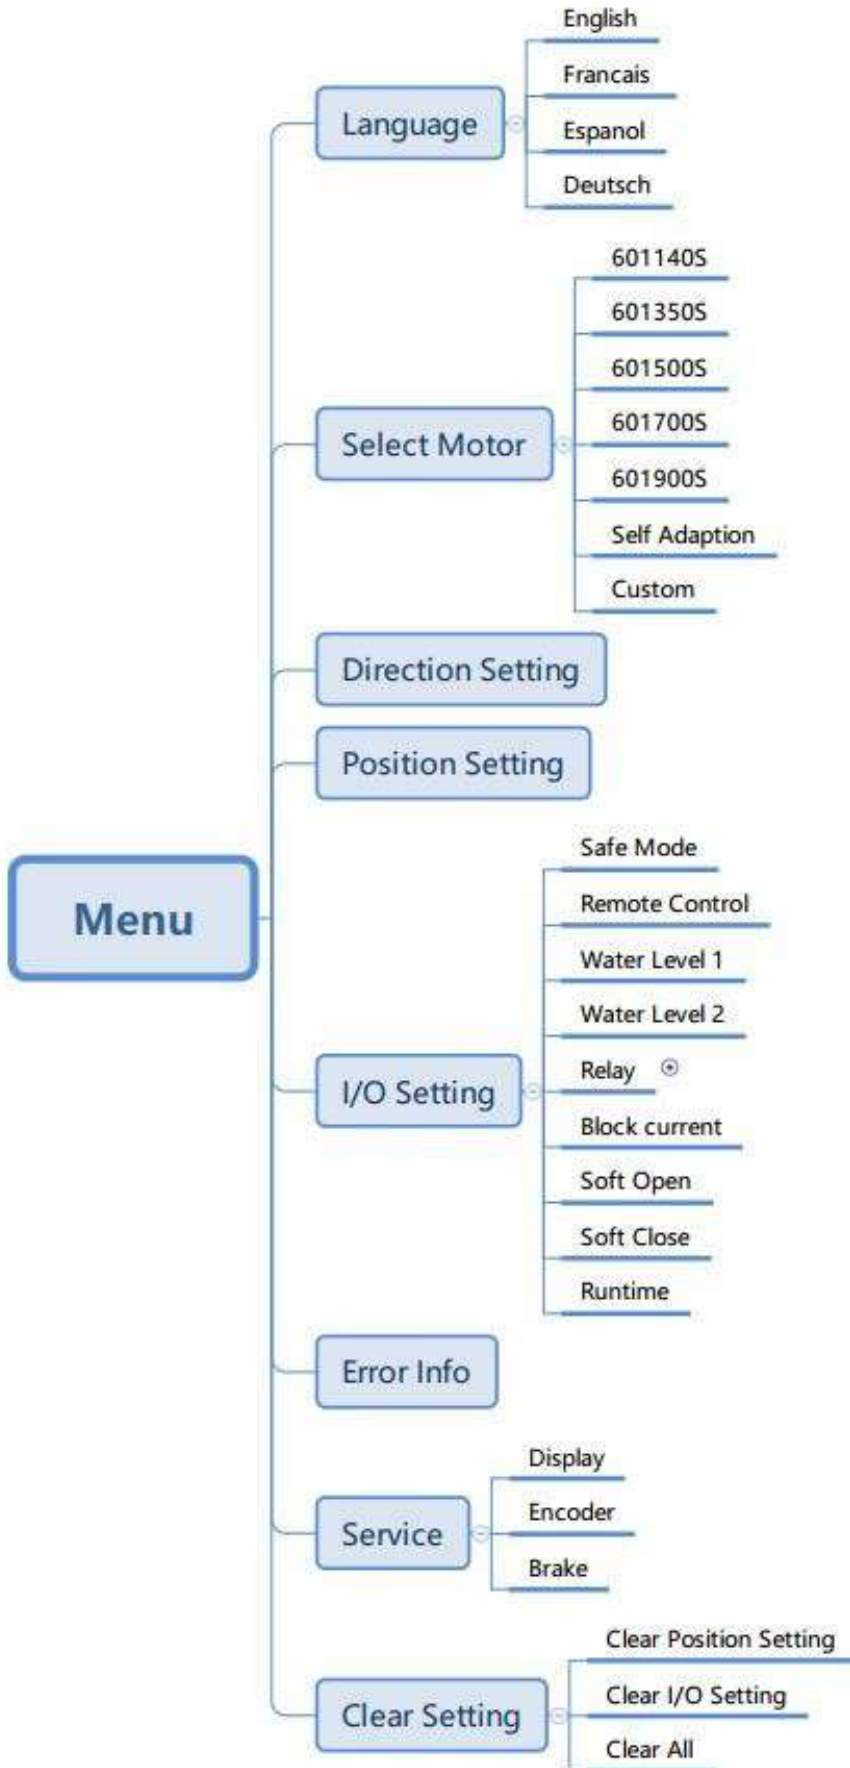 Menu
Language
English
Francais
Espanol
Deutsch
Select Motor
601140S
601350S
601500S
601700S
601900S
Self Adaption
Custom
Direction Setting
Position Setting
I/O Setting
Safe Mode
Remote Control
Water Level 1
Water Level 2
Relay
Block current
Soft Open
Soft Close
Runtime
Error Info
Service
Display
Encoder
Brake
Clear Setting
Clear Position Setting
Clear I/O Setting
Clear All